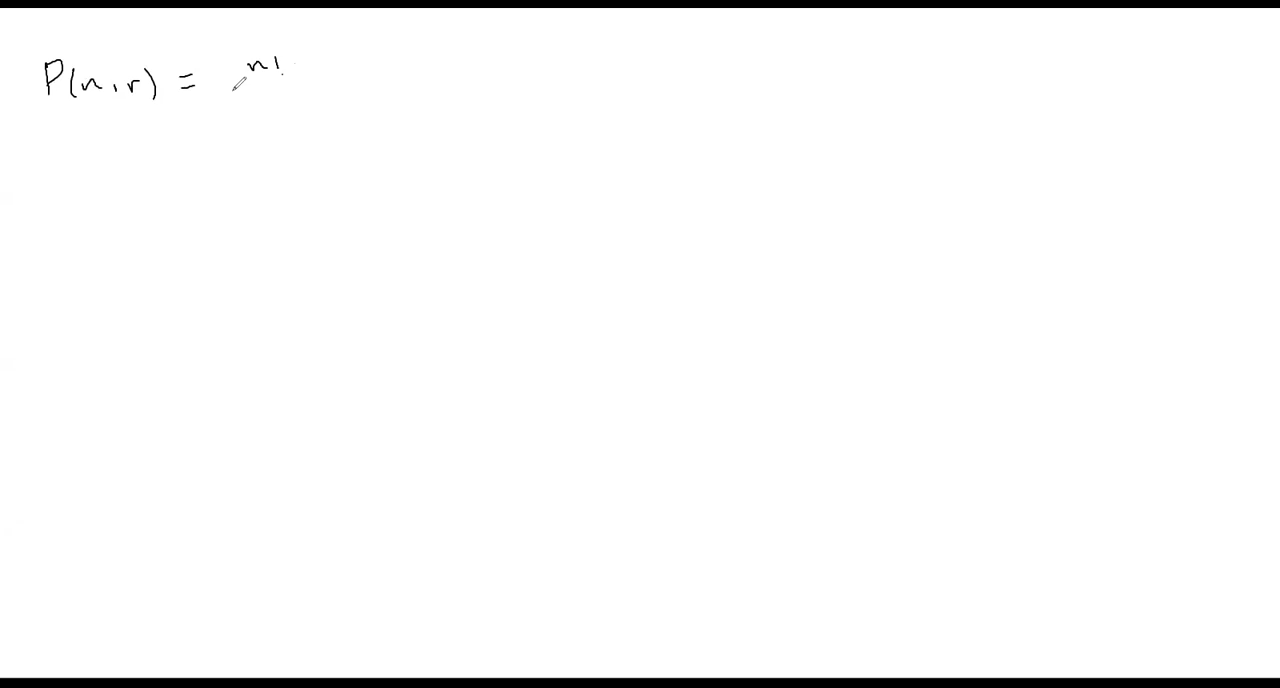 P(n,r) = n!